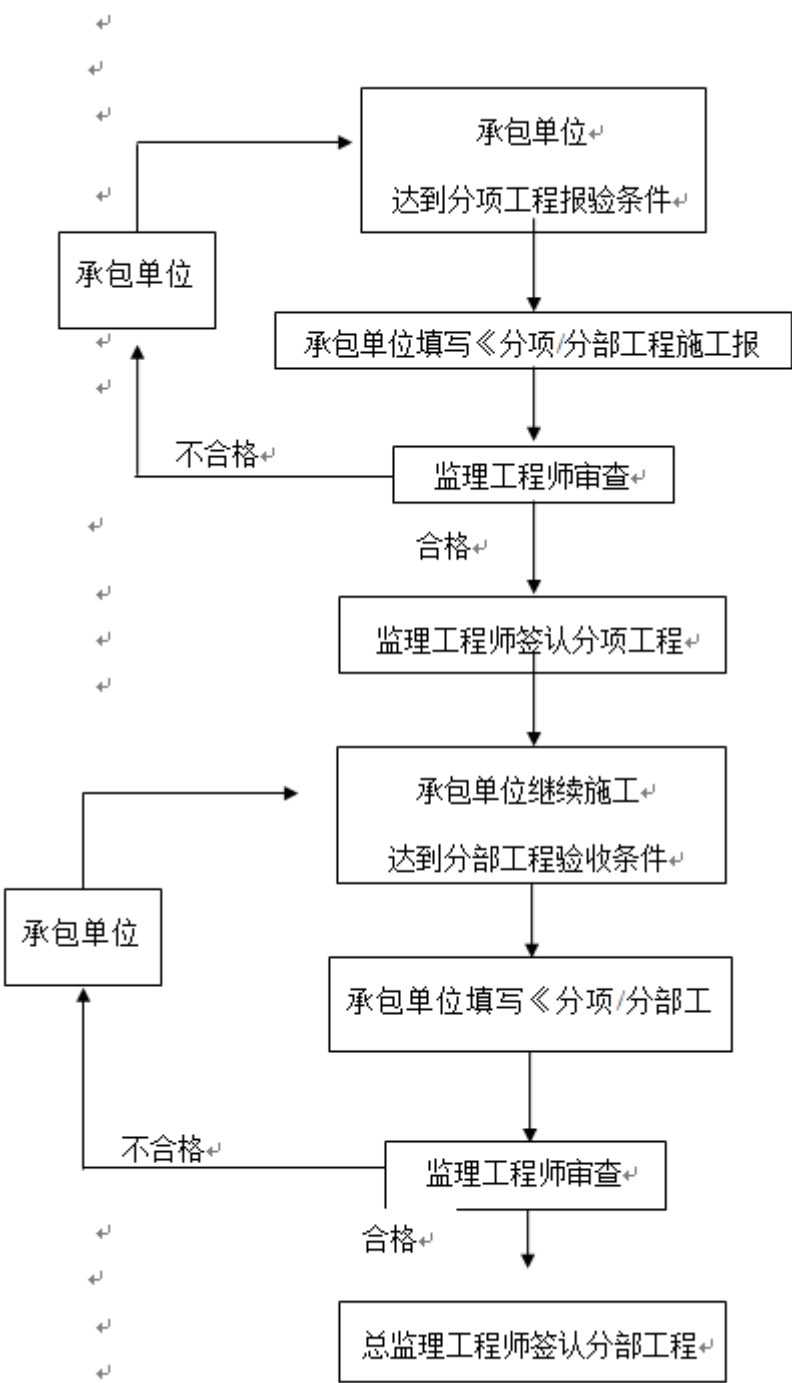 承包单位
达到分项工程报验条件
承包单位
承包单位填写《分项/分部工程施工报
不合格
监理工程师审查
合格
监理工程师签认分项工程
承包单位继续施工
达到分部工程验收条件
承包单位
承包单位填写《分项/分部工
不合格
监理工程师审查
合格
总监理工程师签认分部工程